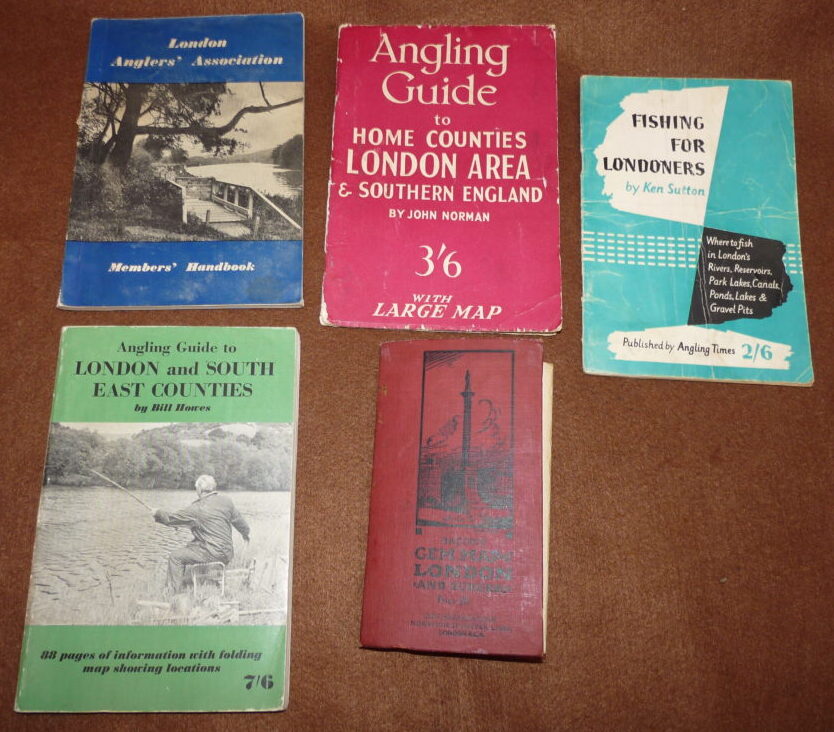 London
Anglers' Association
Members' Handbook
Angling
Guide
to
HOME COUNTIES
LONDON AREA
& SOUTHERN ENGLAND
BY JOHN NORMAN
3'6
WITH
LARGE MAP
FISHING
FOR
LONDONERS
by Ken Sutton
Where to fish
in London's
Rivers, Reservoirs,
Park Lakes, Canals,
Ponds, Lakes &
Gravel Pits
Published by Angling Times 2/6
Angling Guide to
LONDON and SOUTH
EAST COUNTIES
by Bill Howes
88 pages of information with folding
map showing locations
7/6
LONDON
AND